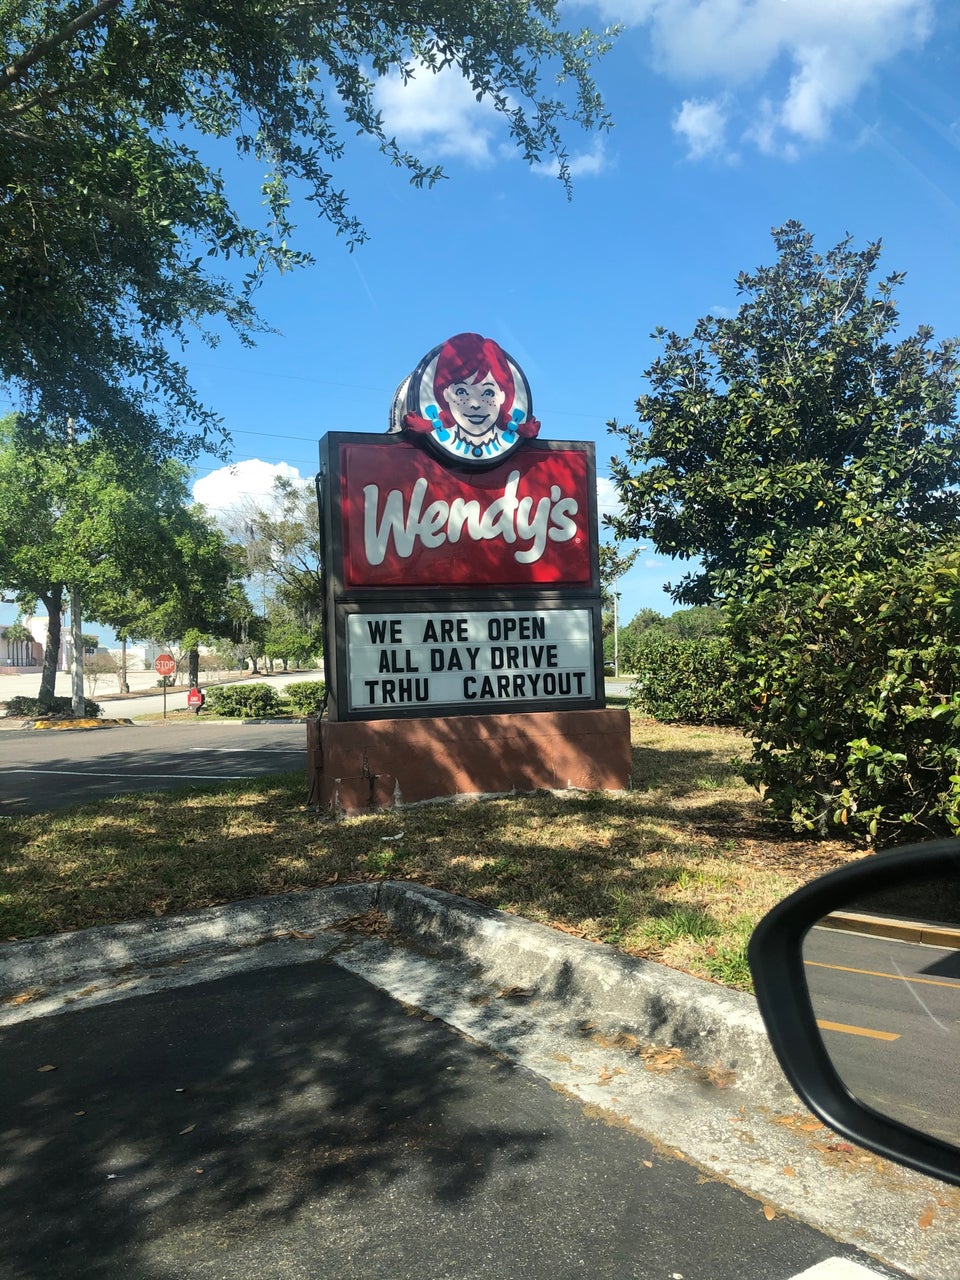 Wendy's
WE ARE OPEN
ALL DAY DRIVE
TRHU CARRYOUT
STOP